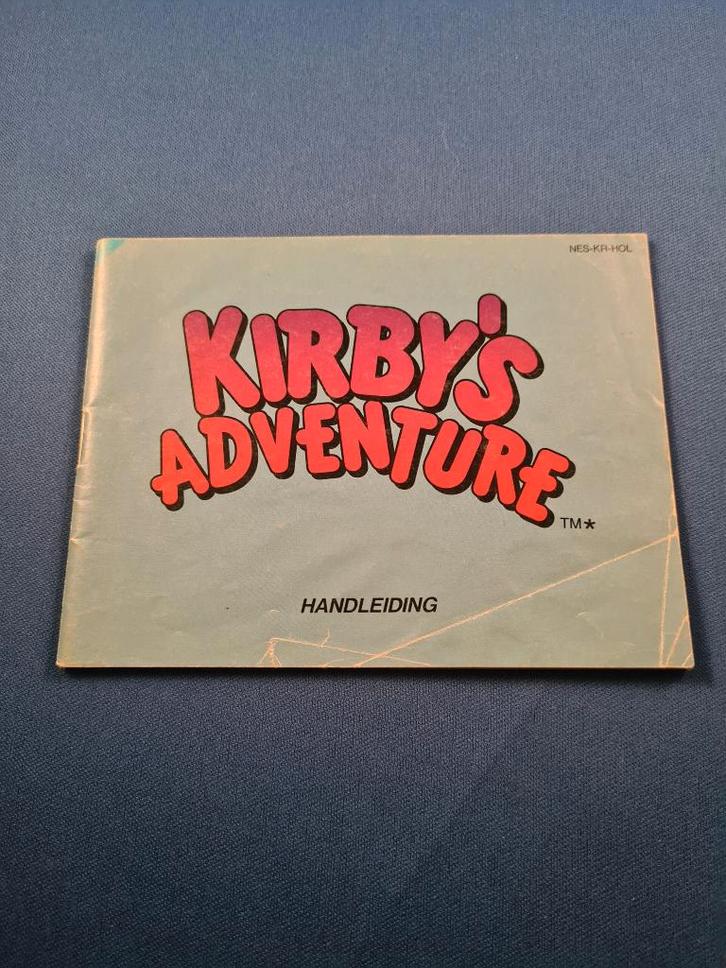 NES-KR-HOL
KIRBY'S
ADVENTURE
TM*
HANDLEIDING